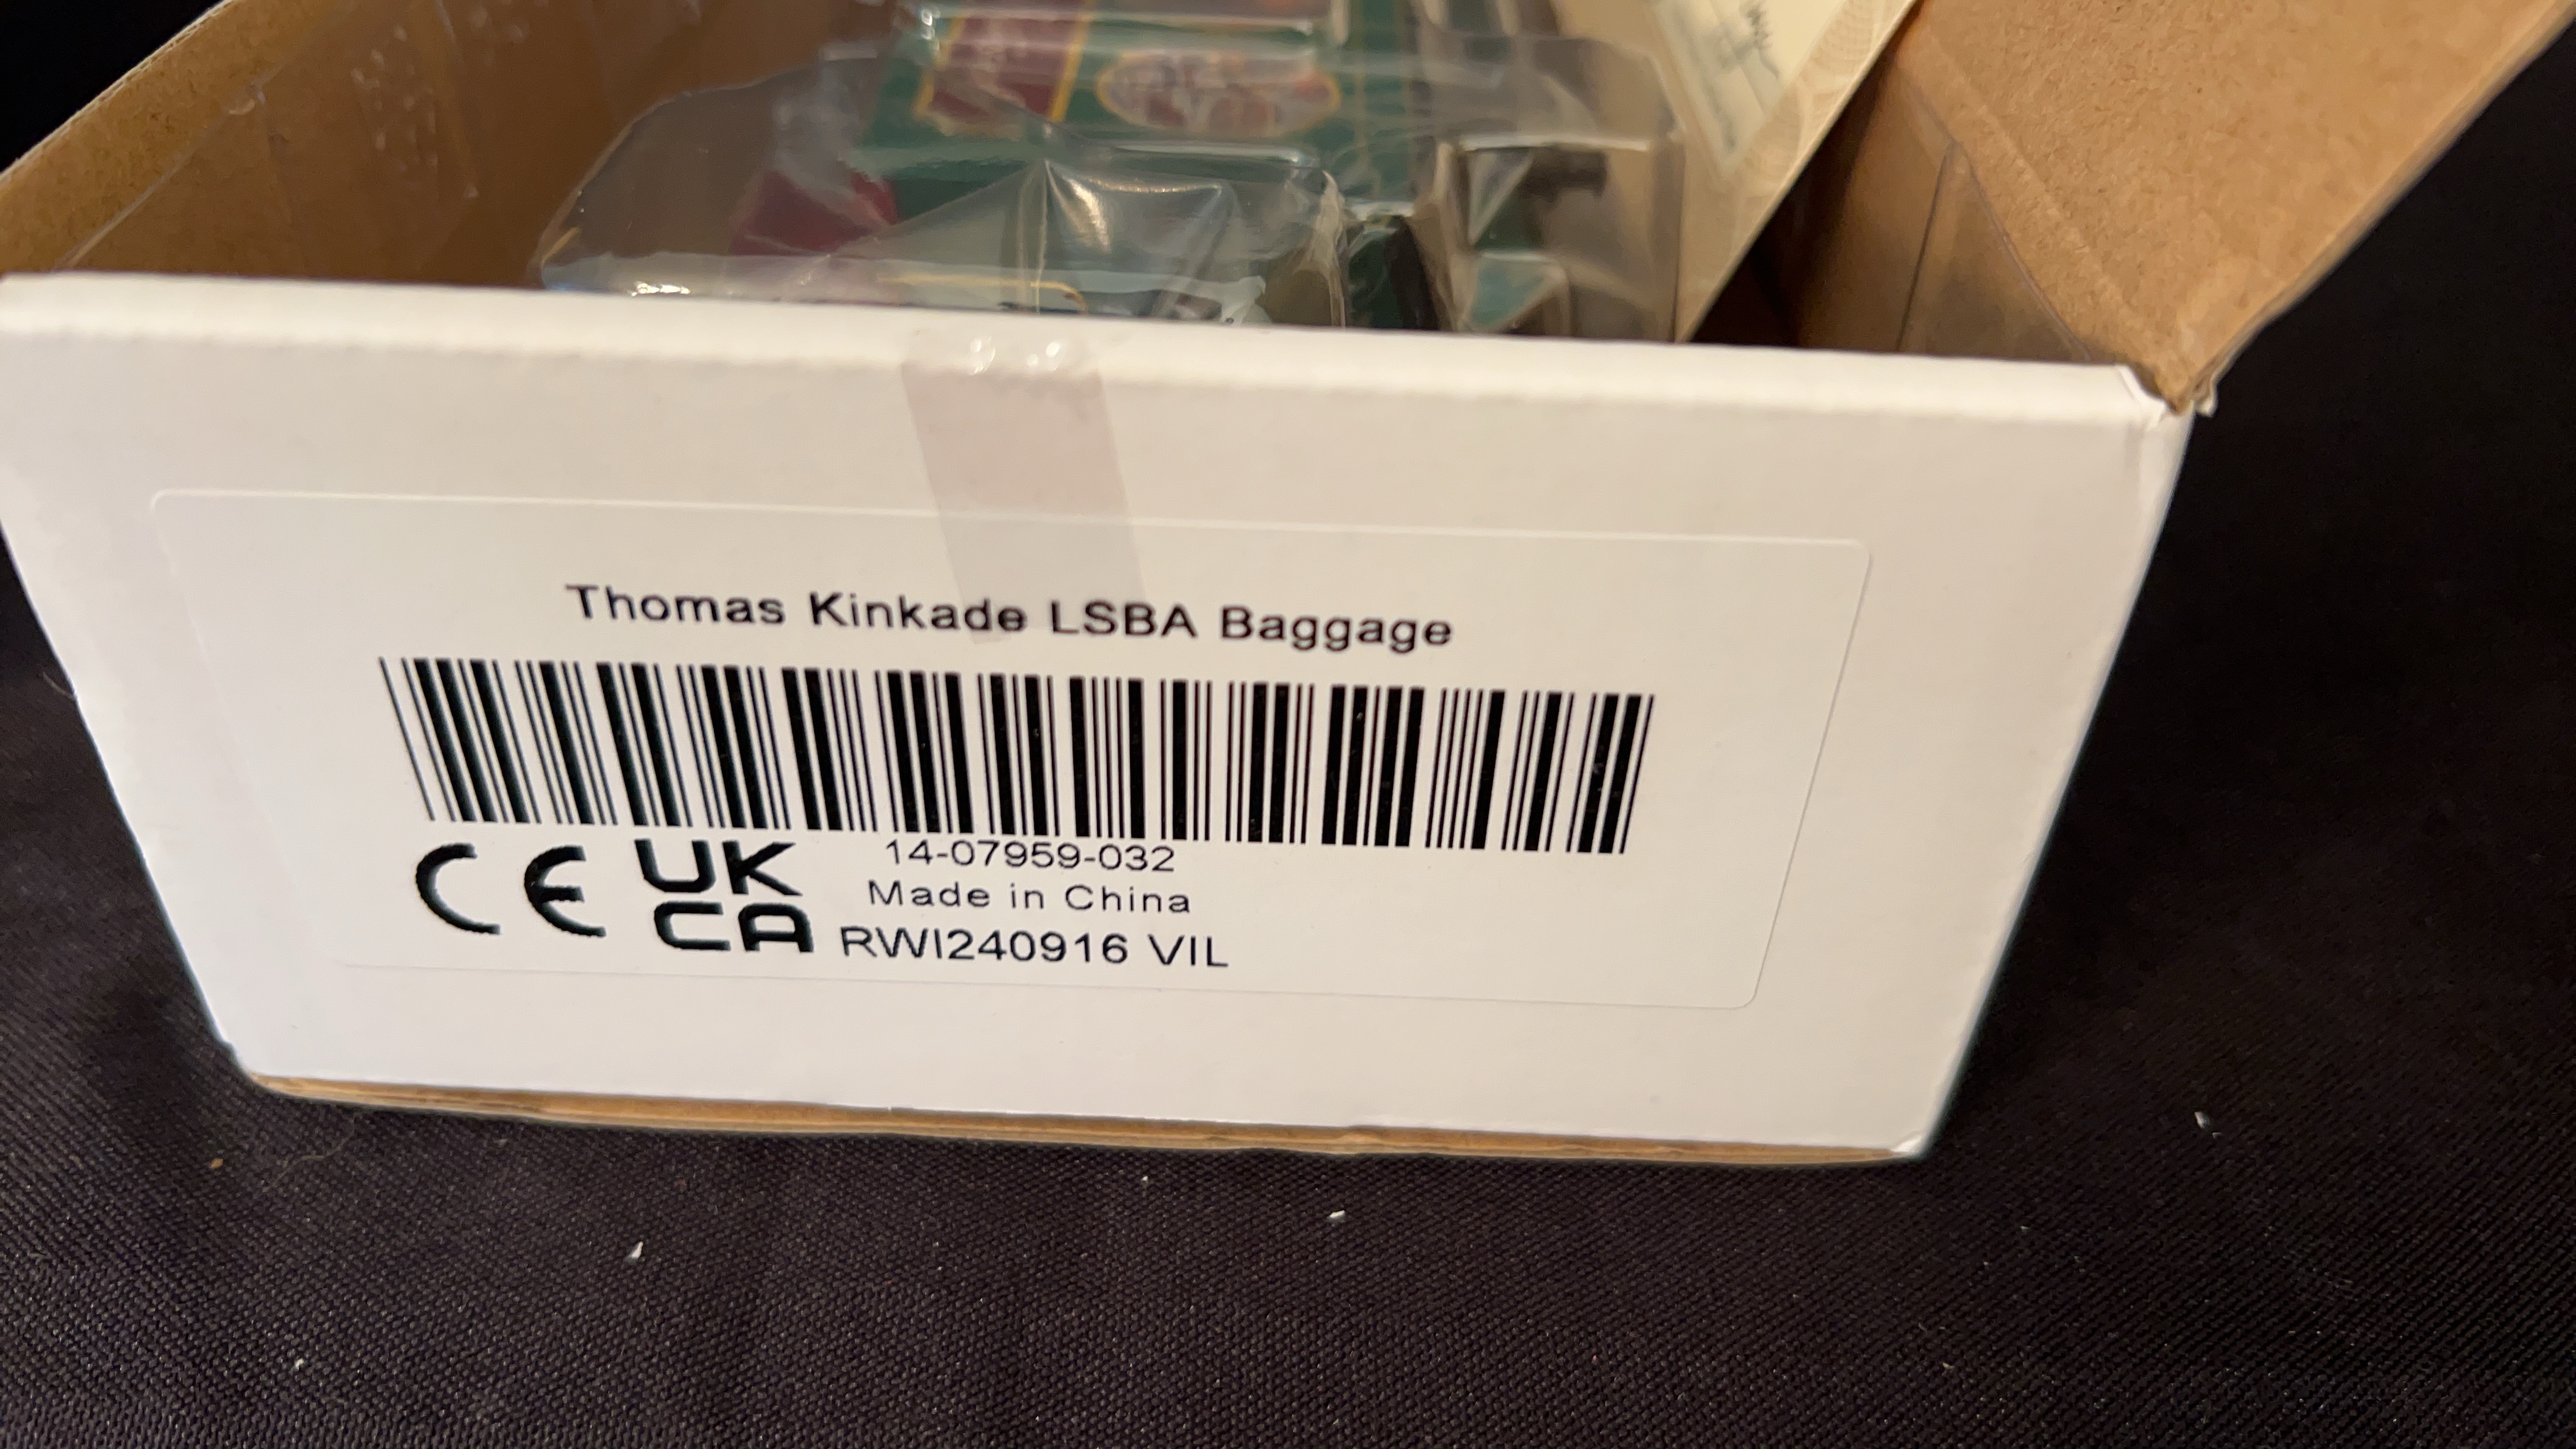 Thomas Kinkade LSBA Baggage
14-07959-032
Made in China
CE UK CA RWI240916 VIL